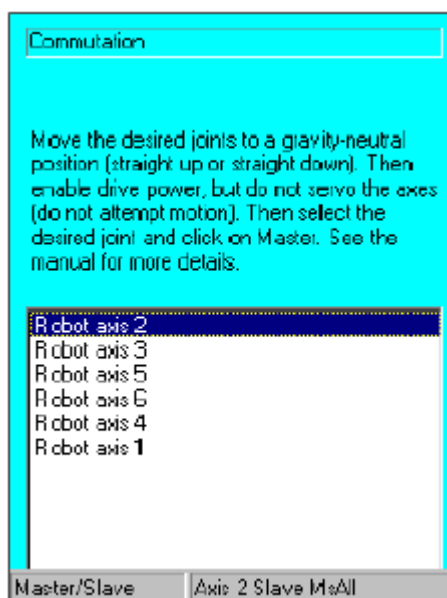 Commutation
Move the desired joints to a gravity-neutral
position (straight up or straight down). Then
enable drive power, but do not servo the axes
(do not attempt motion). Then select the
desired joint and click on Master. See the
manual for more details.
Robot axis 2
Robot axis 3
Robot axis 5
Robot axis 6
Robot axis 4
Robot axis 1
Master/Slave
Axis 2 Slave MsAll